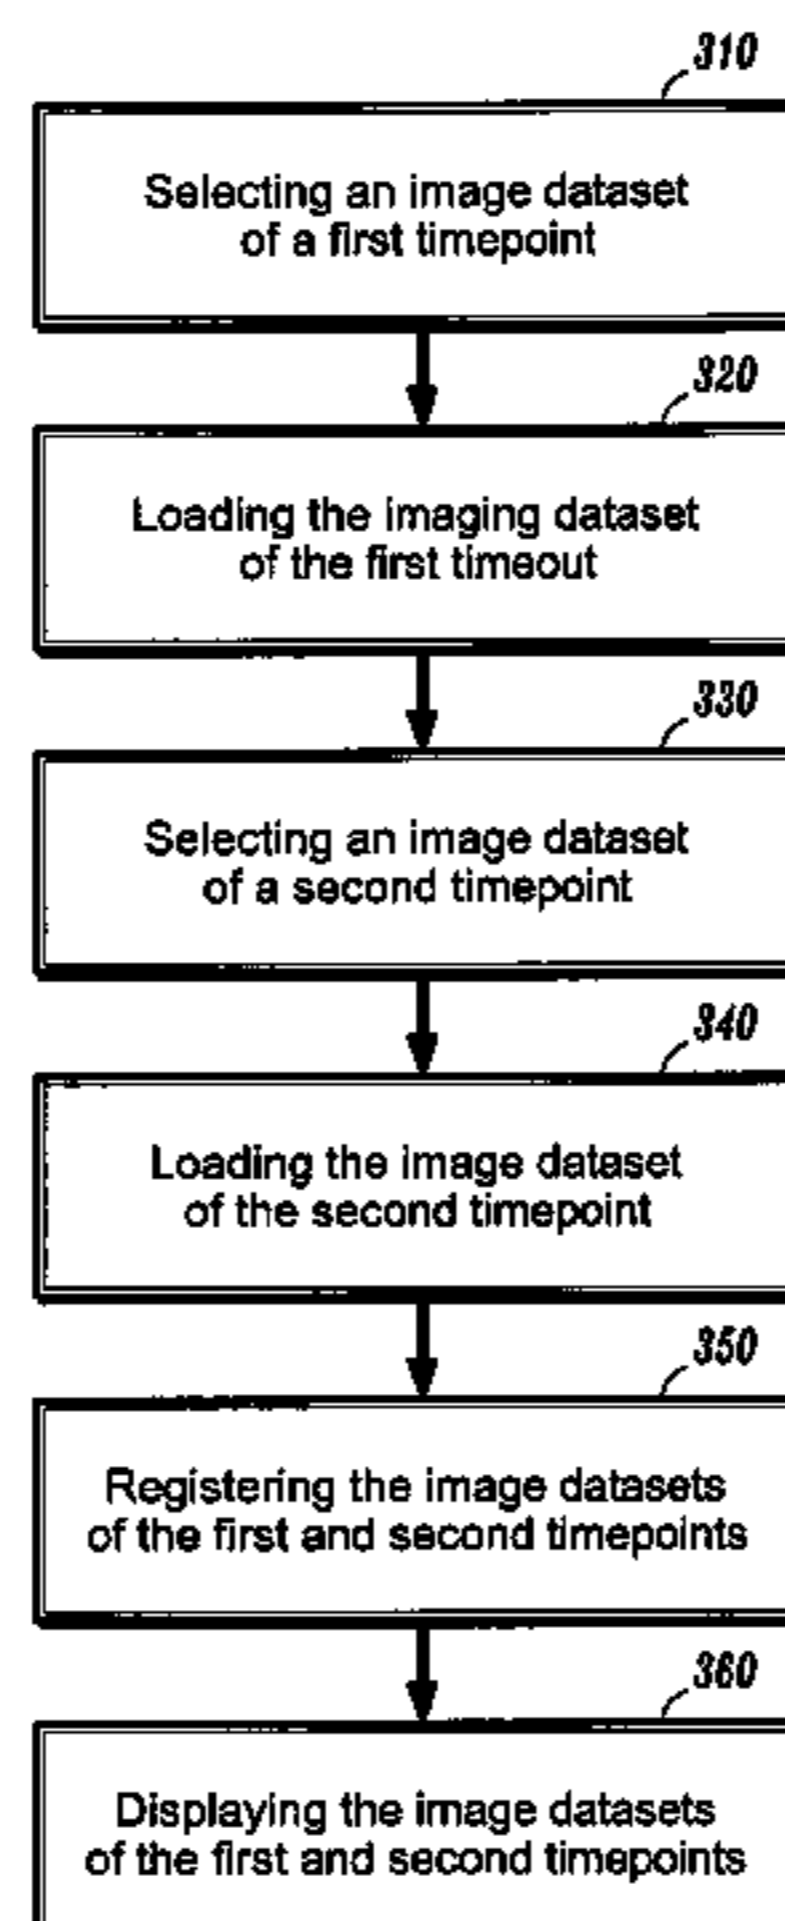 310
Selecting an image dataset
of a first timepoint
320
Loading the imaging dataset
of the first timeout
330
Selecting an image dataset
of a second timepoint
340
Loading the image dataset
of the second timepoint
350
Registering the image datasets
of the first and second timepoints
360
Displaying the image datasets
of the first and second timepoints